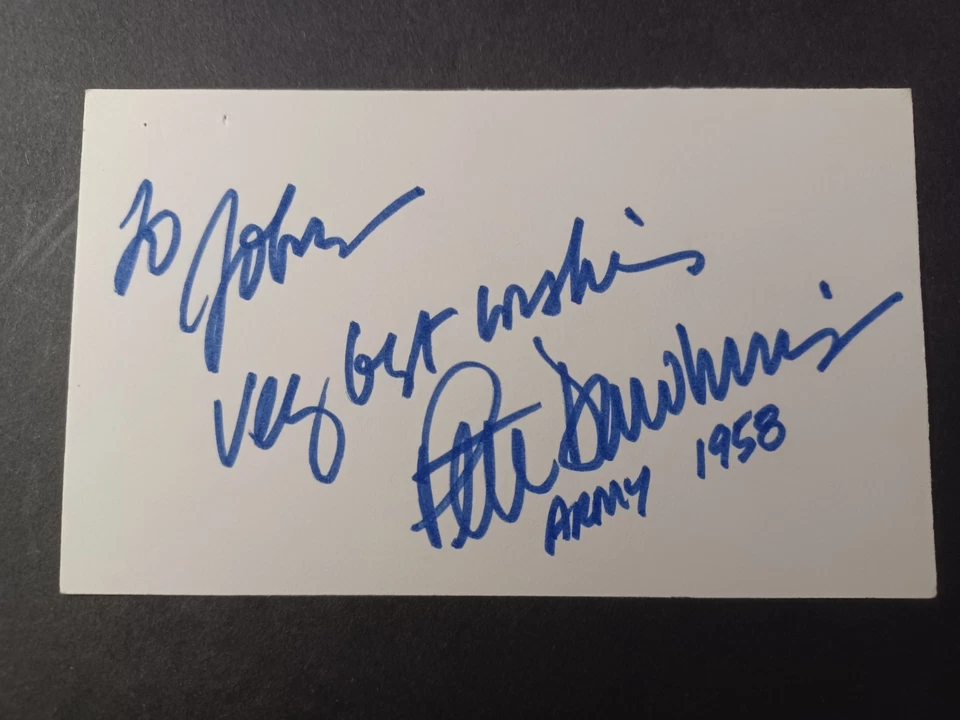 To John
Very best wishes
Pete Dawkins
ARMY 1958